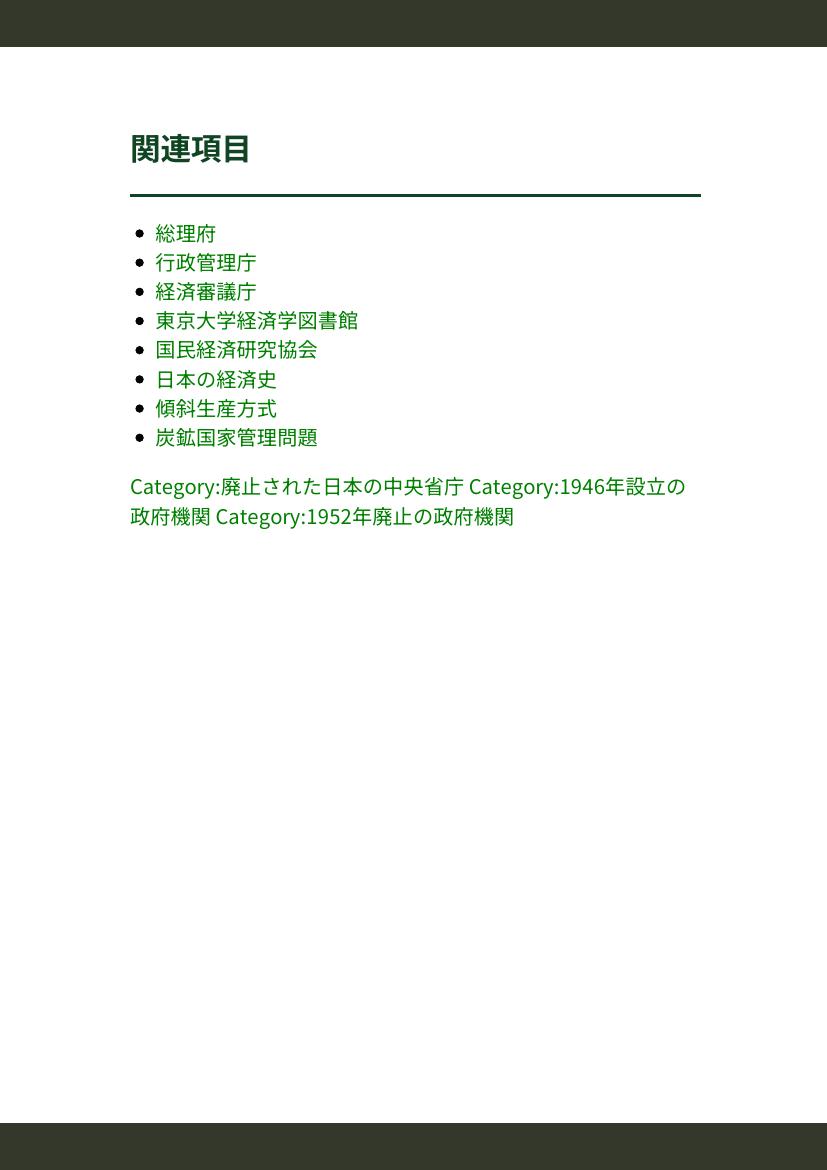 関連項目
総理府
行政管理庁
経済審議庁
東京大学経済学図書館
国民経済研究協会
日本の経済史
傾斜生産方式
炭鉱国家管理問題
Category:廃止された日本の中央省庁 Category:1946年設立の
政府機関 Category:1952年廃止の政府機関